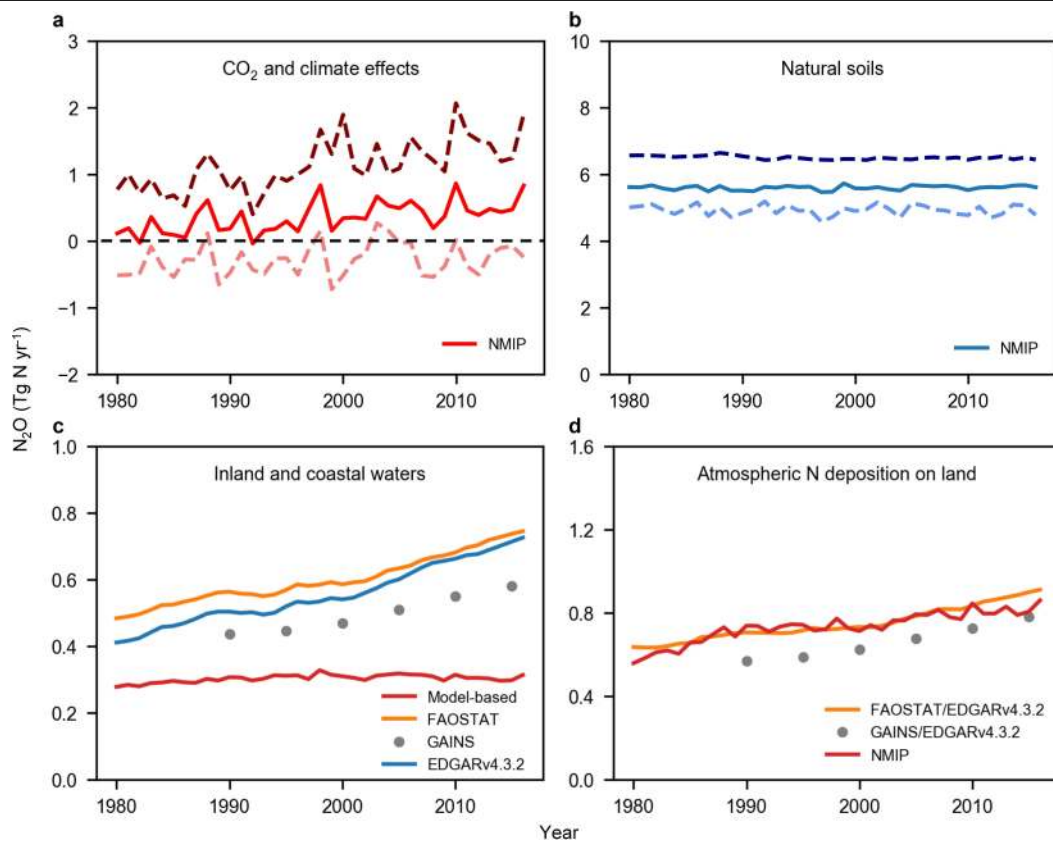 a
CO₂ and climate effects
3
2
1
0
−1
−2
NMIP
1980 1990 2000 2010
b
Natural soils
10
8
6
4
2
0
NMIP
1980 1990 2000 2010
N₂O (Tg N yr⁻¹)
c
Inland and coastal waters
1.0
0.8
0.6
0.4
0.2
0.0
Model-based
FAOSTAT
GAINS
EDGARv4.3.2
1980 1990 2000 2010
d
Atmospheric N deposition on land
1.6
1.2
0.8
0.4
0.0
FAOSTAT/EDGARv4.3.2
GAINS/EDGARv4.3.2
NMIP
1980 1990 2000 2010
Year